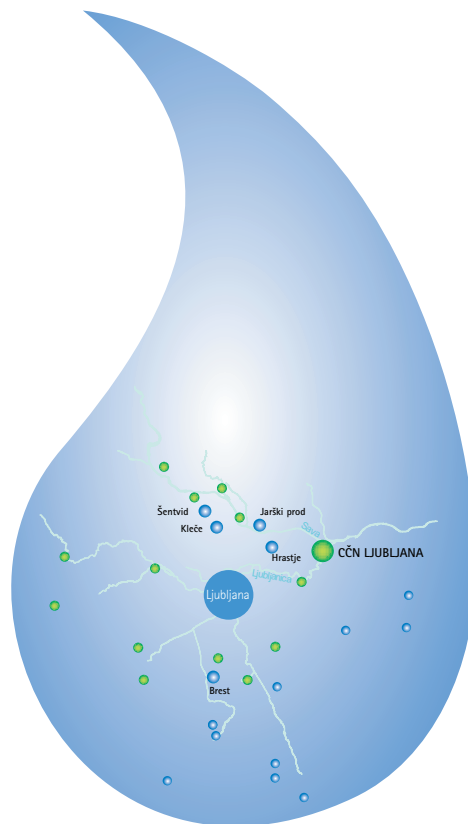 Šentvid
Jarški prod
Kleče
Sava
Hrastje
CČN LJUBLJANA
Ljubljanica
Ljubljana
Brest